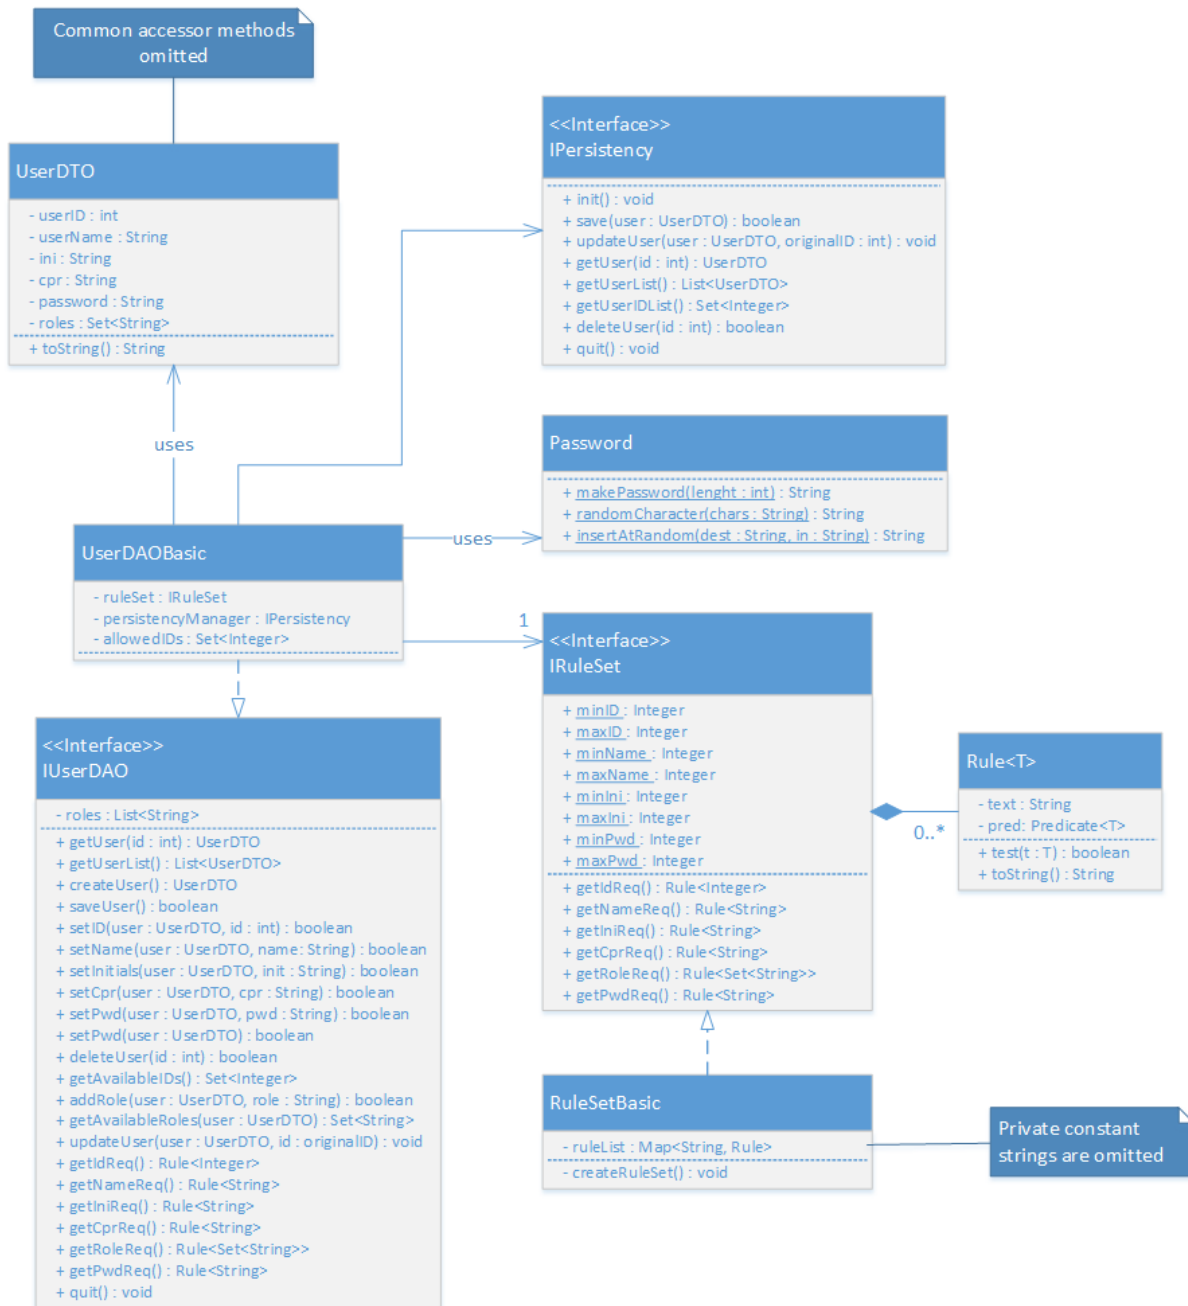 Common accessor methods
omitted
UserDTO
- userID : int
- userName : String
- ini : String
- cpr : String
- password : String
- roles : Set<String>
+ toString() : String
<<Interface>>
IPersistency
+ init() : void
+ save(user : UserDTO) : boolean
+ updateUser(user : UserDTO, originalID : int) : void
+ getUser(id : int) : UserDTO
+ getUserList() : List<UserDTO>
+ getUserIDList() : Set<Integer>
+ deleteUser(id : int) : boolean
+ quit() : void
uses
Password
+ makePassword(lenght : int) : String
+ randomCharacter(chars : String) : String
+ insertAtRandom(dest : String, in : String) : String
uses
UserDAOBasic
- ruleSet : IRuleSet
- persistencyManager : IPersistency
- allowedIDs : Set<Integer>
1
<<Interface>>
IRuleSet
+ minID : Integer
+ maxID : Integer
+ minName : Integer
+ maxName : Integer
+ minIni : Integer
+ maxIni : Integer
+ minPwd : Integer
+ maxPwd : Integer
+ getIdReq() : Rule<Integer>
+ getNameReq() : Rule<String>
+ getIniReq() : Rule<String>
+ getCprReq() : Rule<String>
+ getRoleReq() : Rule<Set<String>>
+ getPwdReq() : Rule<String>
0..*
Rule<T>
- text : String
- pred: Predicate<T>
+ test(t : T) : boolean
+ toString() : String
<<Interface>>
IUserDAO
- roles : List<String>
+ getUser(id : int) : UserDTO
+ getUserList() : List<UserDTO>
+ createUser() : UserDTO
+ saveUser() : boolean
+ setID(user : UserDTO, id : int) : boolean
+ setName(user : UserDTO, name: String) : boolean
+ setInitials(user : UserDTO, init : String) : boolean
+ setCpr(user : UserDTO, cpr : String) : boolean
+ setPwd(user : UserDTO, pwd : String) : boolean
+ setPwd(user : UserDTO) : boolean
+ deleteUser(id : int) : boolean
+ getAvailableIDs() : Set<Integer>
+ addRole(user : UserDTO, role : String) : boolean
+ getAvailableRoles(user : UserDTO) : Set<String>
+ updateUser(user : UserDTO, id : originalID) : void
+ getIdReq() : Rule<Integer>
+ getNameReq() : Rule<String>
+ getIniReq() : Rule<String>
+ getCprReq() : Rule<String>
+ getRoleReq() : Rule<Set<String>>
+ getPwdReq() : Rule<String>
+ quit() : void
RuleSetBasic
- ruleList : Map<String, Rule>
- createRuleSet() : void
Private constant
strings are omitted